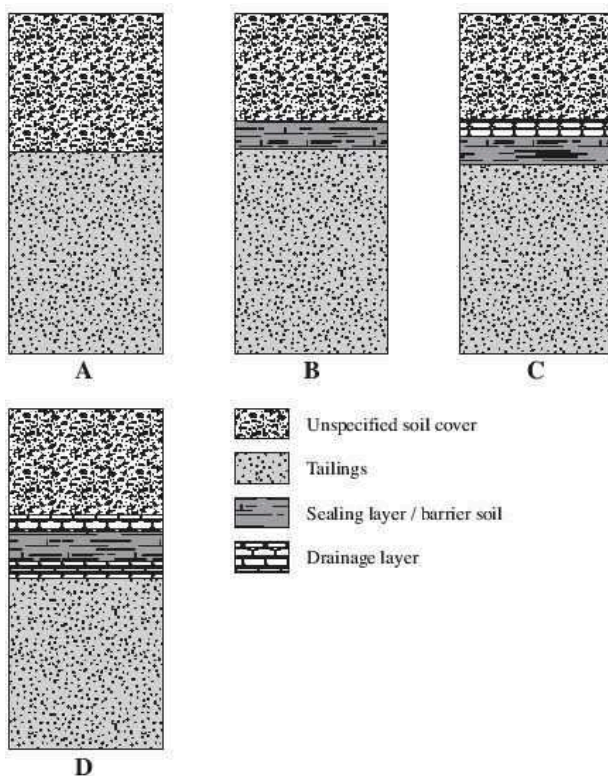 A
B
C
Unspecified soil cover
Tailings
Sealing layer / barrier soil
Drainage layer
D